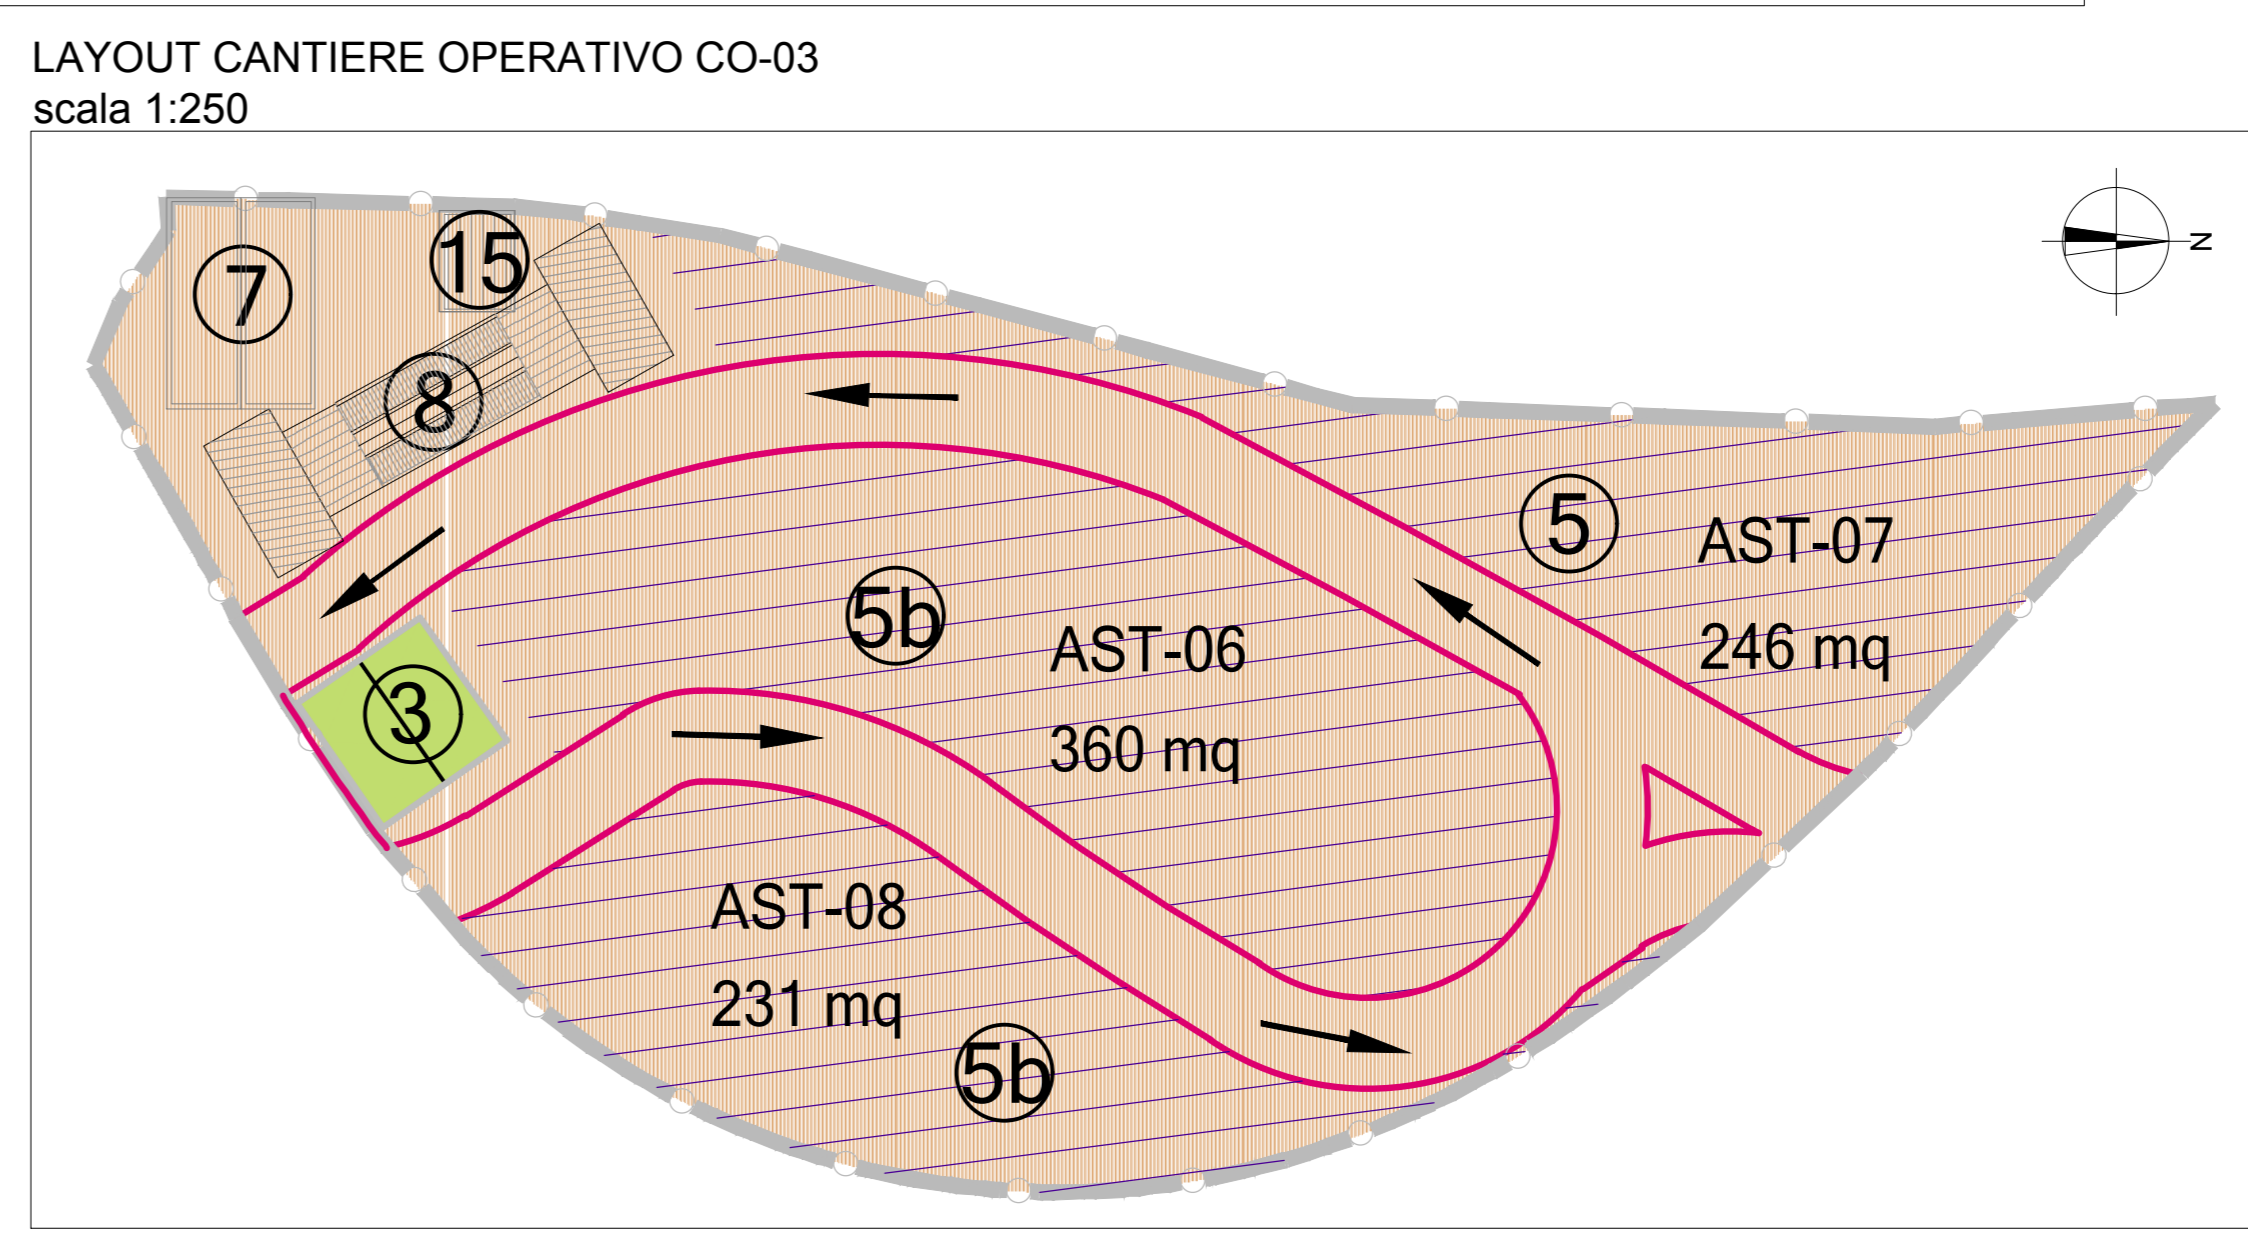 LAYOUT CANTIERE OPERATIVO CO-03
scala 1:250
N
7
15
8
5
AST-07
246 mq
5b
AST-06
360 mq
3
AST-08
231 mq
5b